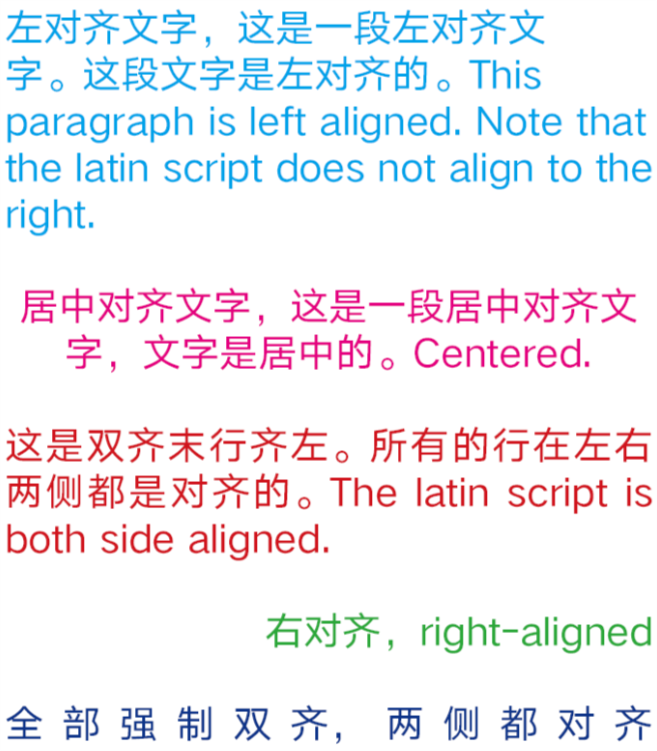 左对齐文字，这是一段左对齐文
字。这段文字是左对齐的。This
paragraph is left aligned. Note that
the latin script does not align to the
right.
居中对齐文字，这是一段居中对齐文
字，文字是居中的。Centered.
这是双齐末行齐左。所有的行在左右
两侧都是对齐的。The latin script is
both side aligned.
右对齐，right-aligned
全部强制双齐，两侧都对齐